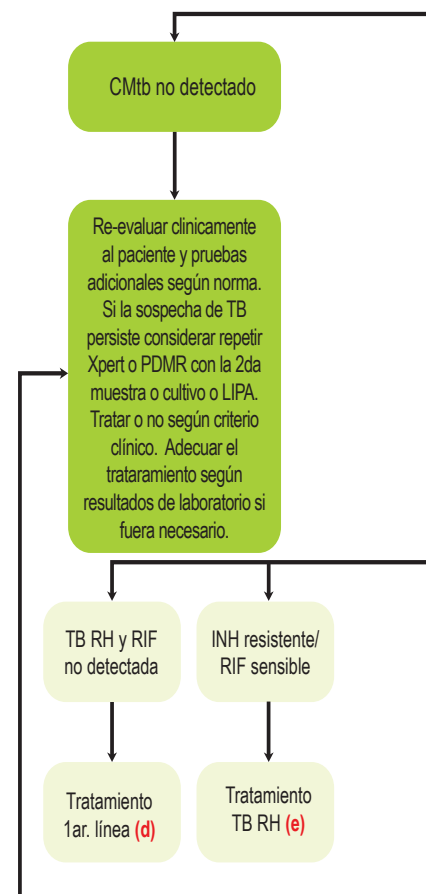 CMtb no detectado
Re-evaluar clinicamente
al paciente y pruebas
adicionales según norma.
Si la sospecha de TB
persiste considerar repetir
Xpert o PDMR con la 2da
muestra o cultivo o LIPA.
Tratar o no según criterio
clínico. Adecuar el
trataramiento según
resultados de laboratorio si
fuera necesario.
TB RH y RIF
no detectada
INH resistente/
RIF sensible
Tratamiento
1ar. línea (d)
Tratamiento
TB RH (e)